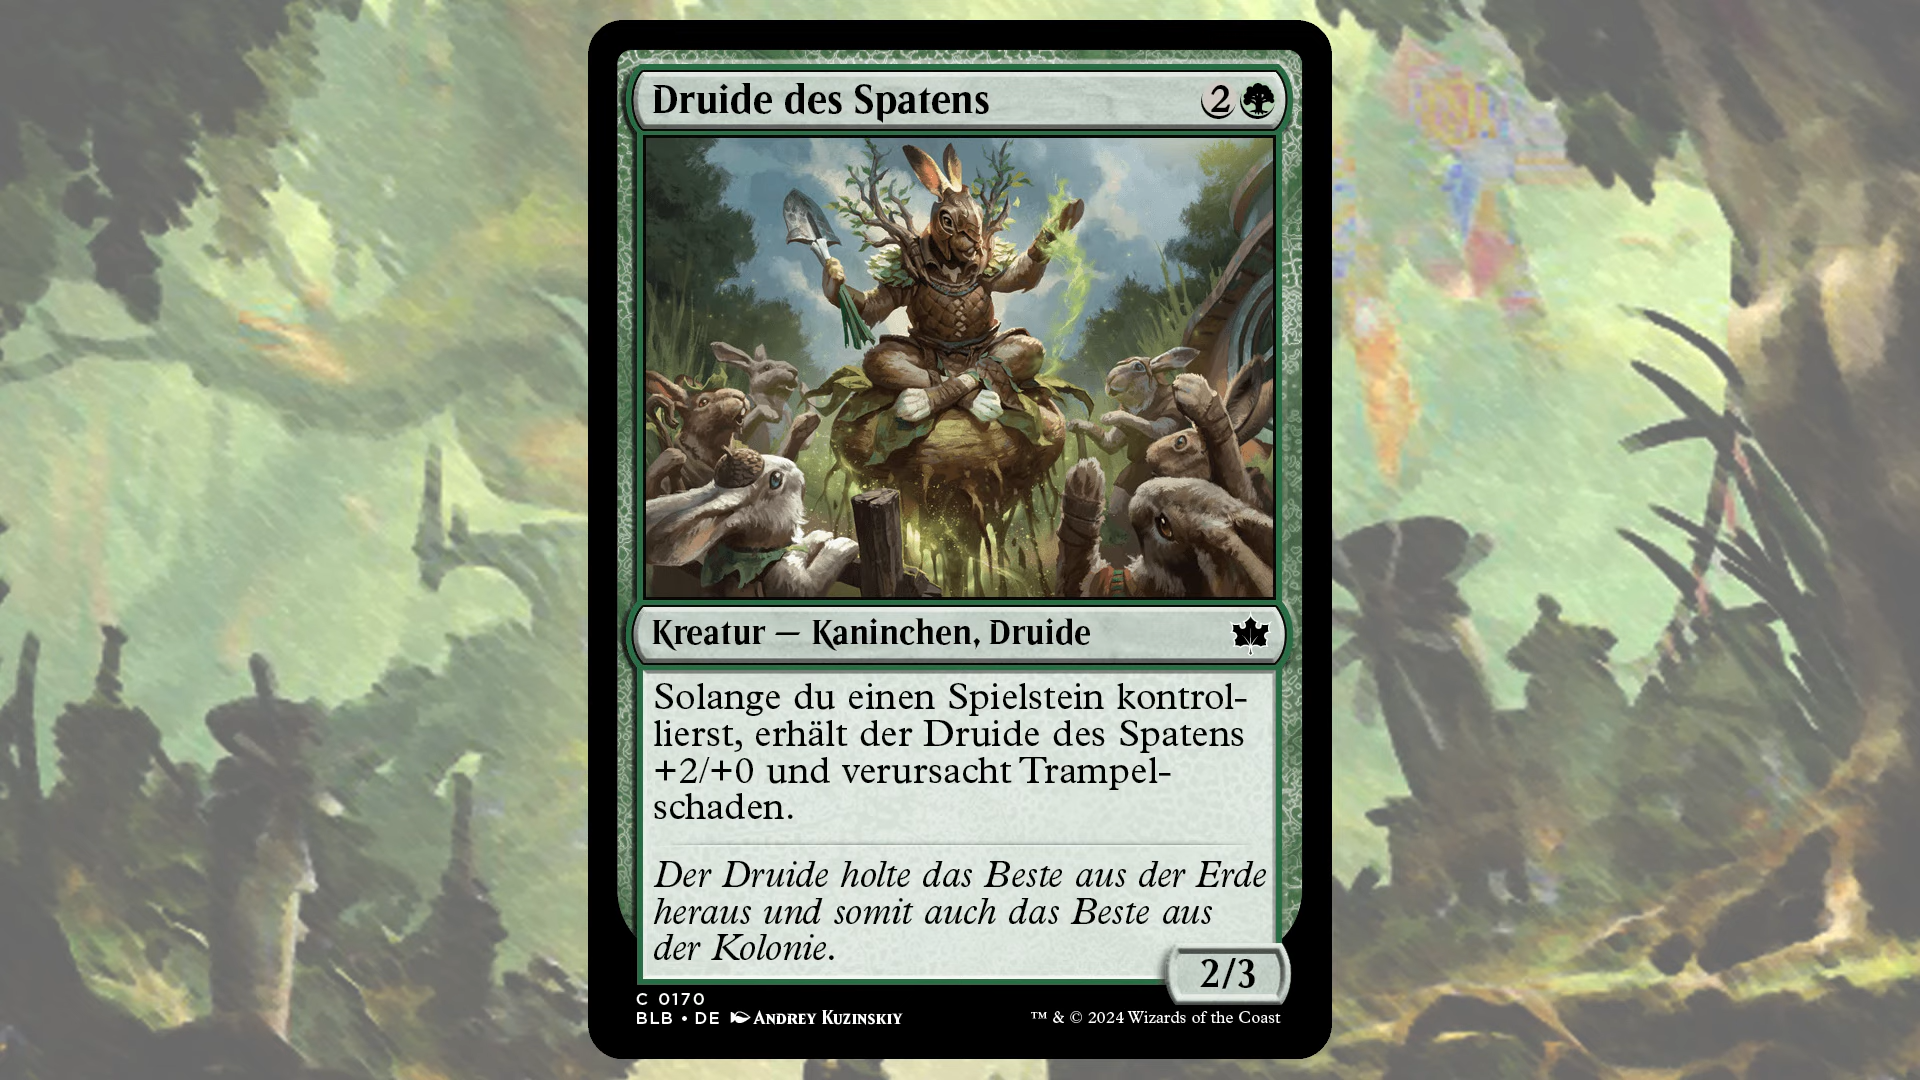 Druide des Spatens 2
Kreatur — Kaninchen, Druide
Solange du einen Spielstein kontrol-
lierst, erhält der Druide des Spatens
+2/+0 und verursacht Trampel-
schaden.
Der Druide holte das Beste aus der Erde
heraus und somit auch das Beste aus
der Kolonie.
2/3
C 0170
BLB • DE Andrey Kuzinskiy
™ & © 2024 Wizards of the Coast